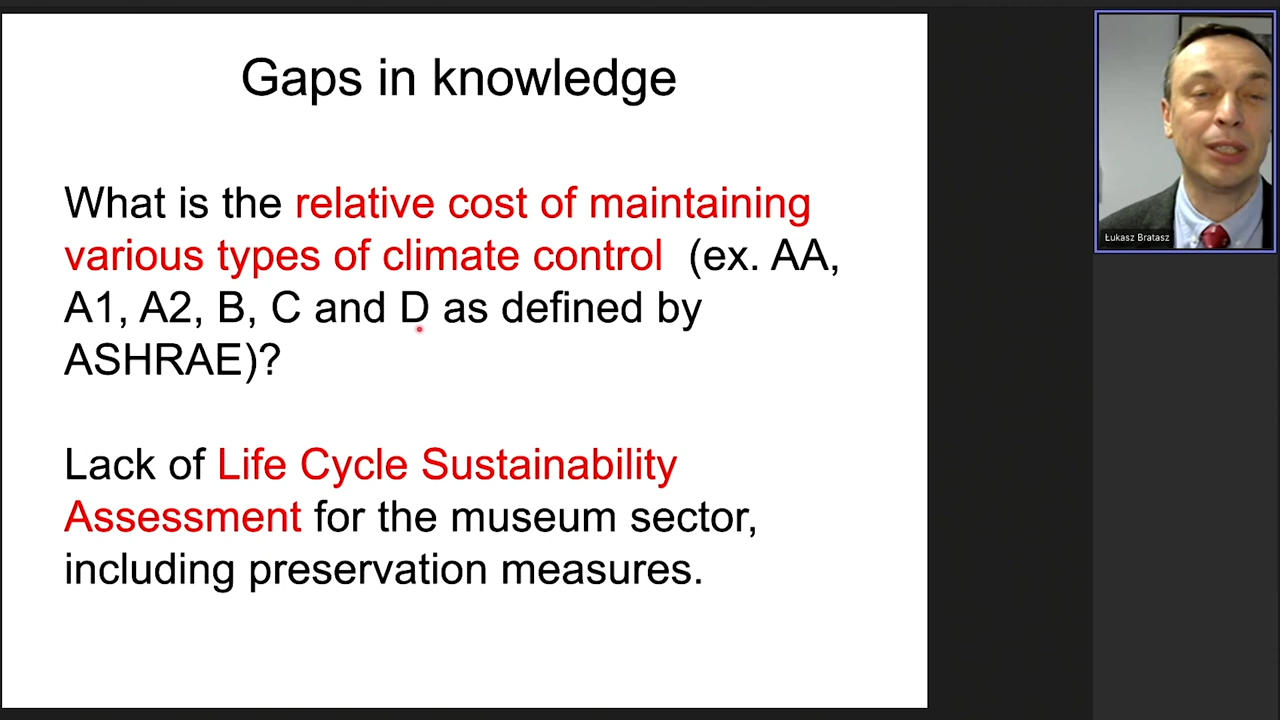 Gaps in knowledge
What is the relative cost of maintaining
various types of climate control (ex. AA,
A1, A2, B, C and D as defined by
ASHRAE)?
Lack of Life Cycle Sustainability
Assessment for the museum sector,
including preservation measures.
Łukasz Bratasz